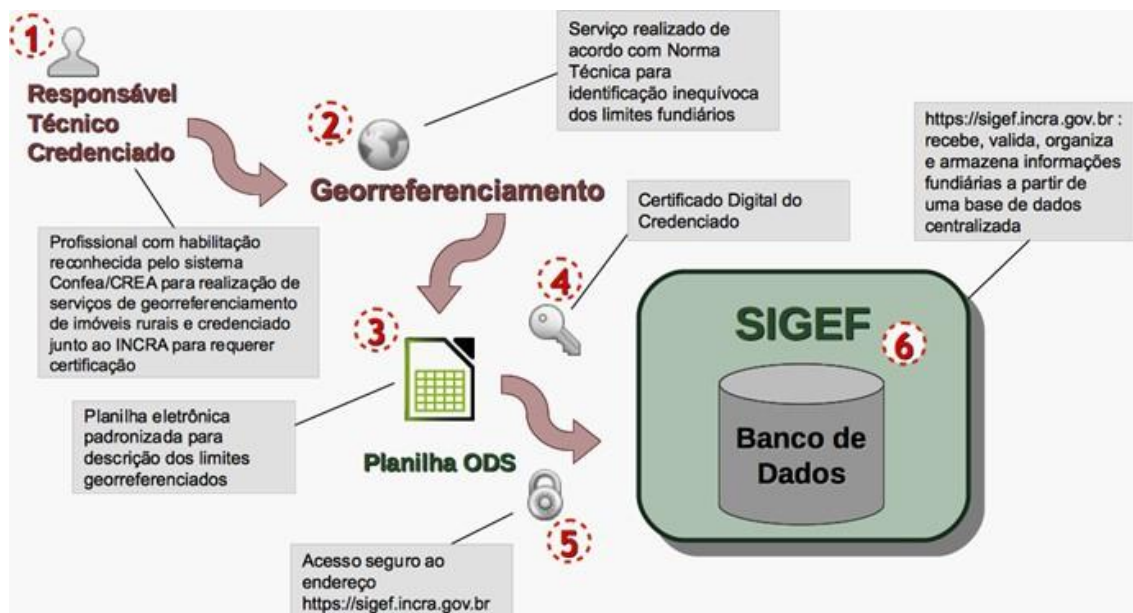 1
Responsável
Técnico
Credenciado
Profissional com habilitação
reconhecida pelo sistema
Confea/CREA para realização de
serviços de georreferenciamento
de imóveis rurais e credenciado
junto ao INCRA para requerer
certificação
2
Georreferenciamento
Serviço realizado de
acordo com Norma
Técnica para
identificação inequívoca
dos limites fundiários
3
Planilha ODS
Planilha eletrônica
padronizada para
descrição dos limites
georreferenciados
4
Certificado Digital do
Credenciado
5
Acesso seguro ao
endereço
https://sigef.incra.gov.br
SIGEF
6
Banco de
Dados
https://sigef.incra.gov.br :
recebe, valida, organiza
e armazena informações
fundiárias a partir de
uma base de dados
centralizada